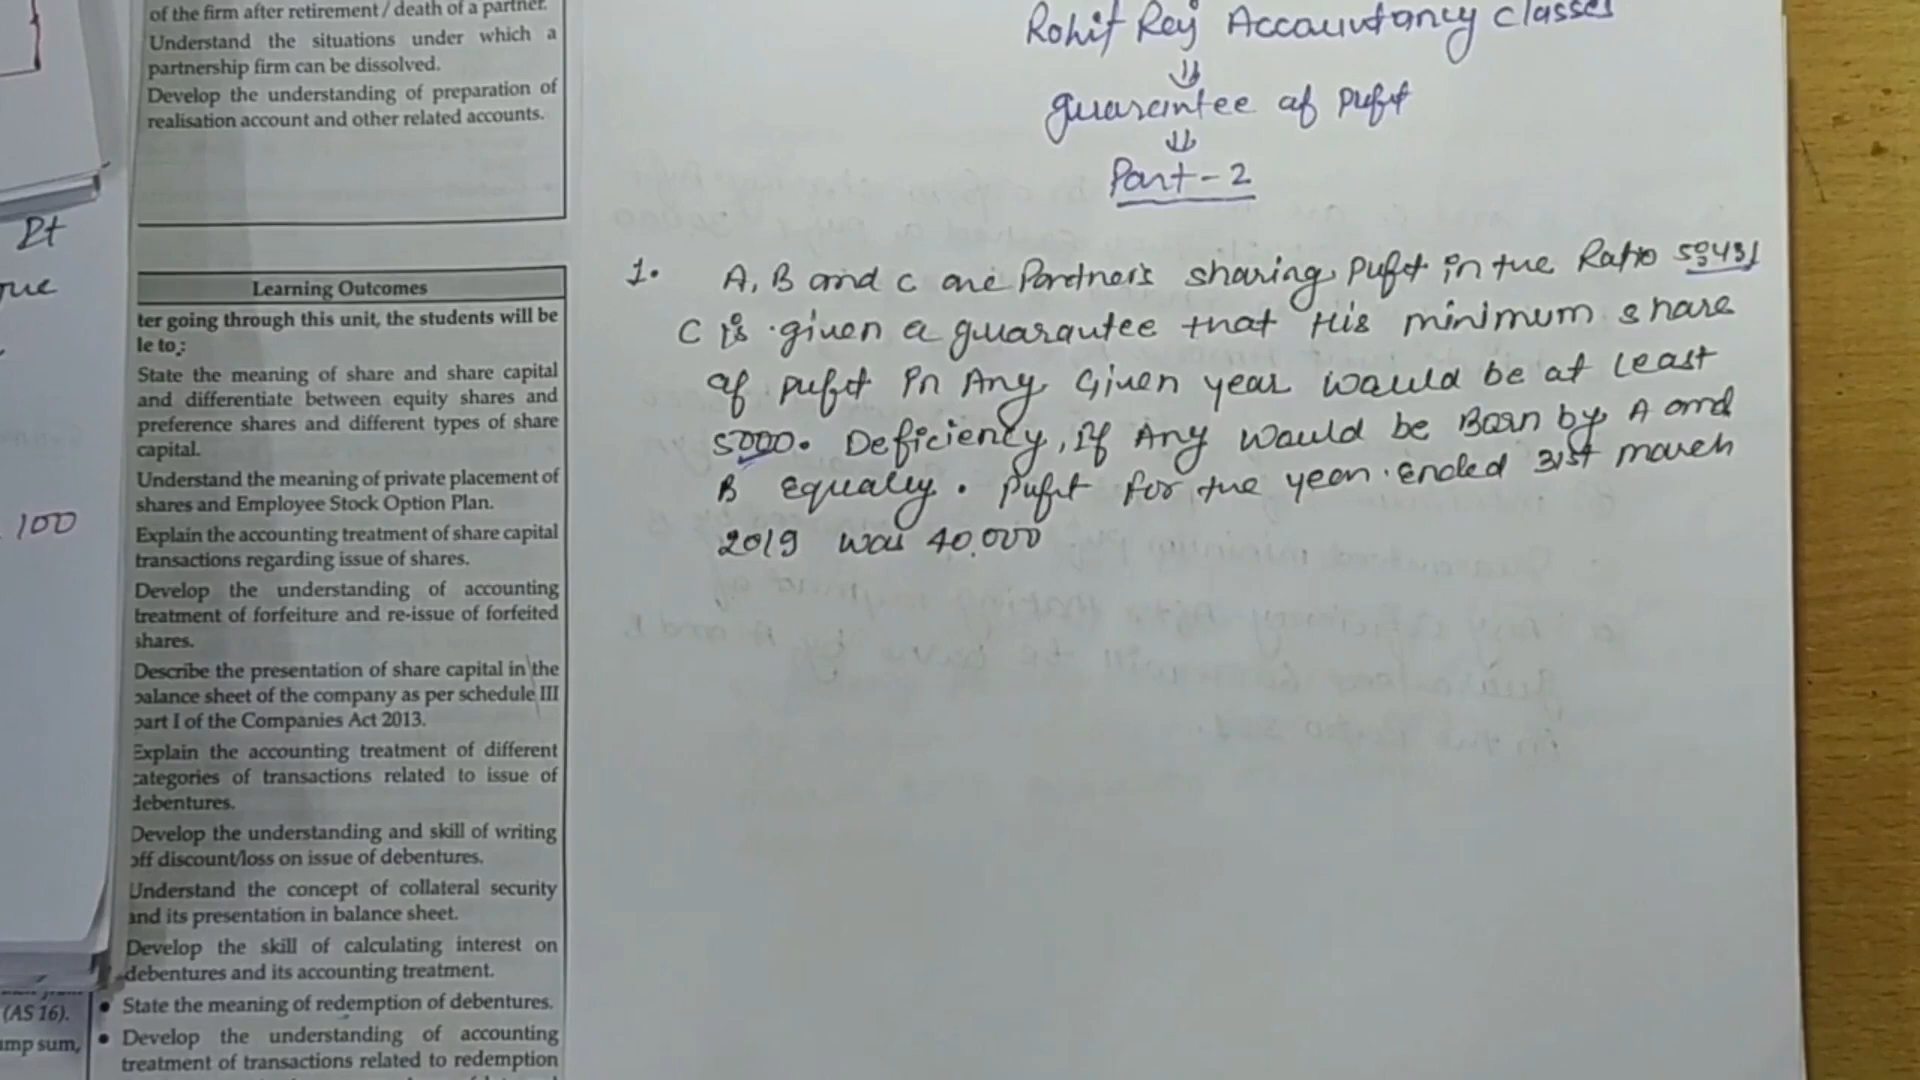 of the firm after retirement / death of a partner.
Understand the situations under which a
partnership firm can be dissolved.
Develop the understanding of preparation of
realisation account and other related accounts.
Learning Outcomes
ter going through this unit, the students will be
le to:
State the meaning of share and share capital
and differentiate between equity shares and
preference shares and different types of share
capital.
Understand the meaning of private placement of
shares and Employee Stock Option Plan.
Explain the accounting treatment of share capital
transactions regarding issue of shares.
Develop the understanding of accounting
treatment of forfeiture and re-issue of forfeited
shares.
Describe the presentation of share capital in the
balance sheet of the company as per schedule III
part I of the Companies Act 2013.
Explain the accounting treatment of different
categories of transactions related to issue of
debentures.
Develop the understanding and skill of writing
off discount/loss on issue of debentures.
Understand the concept of collateral security
and its presentation in balance sheet.
Develop the skill of calculating interest on
debentures and its accounting treatment.
• State the meaning of redemption of debentures.
• Develop the understanding of accounting
treatment of transactions related to redemption
100
(AS 16).
ump sum,
Rohit Rej Accountancy classes
guarantee of Profit
Part-2
1. A, B and C are Partners sharing Profit in the Ratio 5:4:1
C is given a guarantee that His minimum share
of profit in Any Given year would be at Least
5000. Deficiency, if Any would be Born by A and
B Equally. Profit for the year ended 31st march
2019 was 40,000